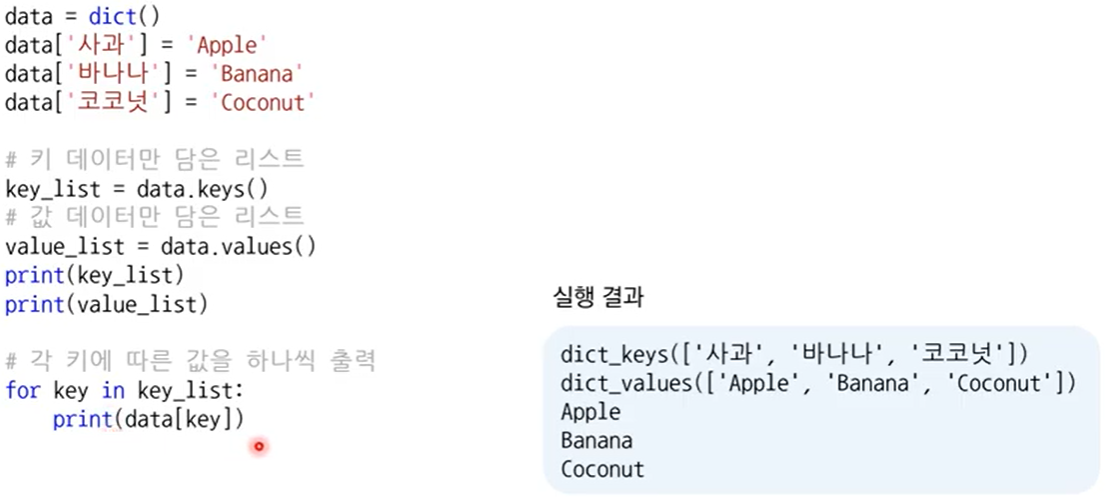 data = dict()
data['사과'] = 'Apple'
data['바나나'] = 'Banana'
data['코코넛'] = 'Coconut'
# 키 데이터만 담은 리스트
key_list = data.keys()
# 값 데이터만 담은 리스트
value_list = data.values()
print(key_list)
print(value_list)
# 각 키에 따른 값을 하나씩 출력
for key in key_list:
    print(data[key])
실행 결과
dict_keys(['사과', '바나나', '코코넛'])
dict_values(['Apple', 'Banana', 'Coconut'])
Apple
Banana
Coconut